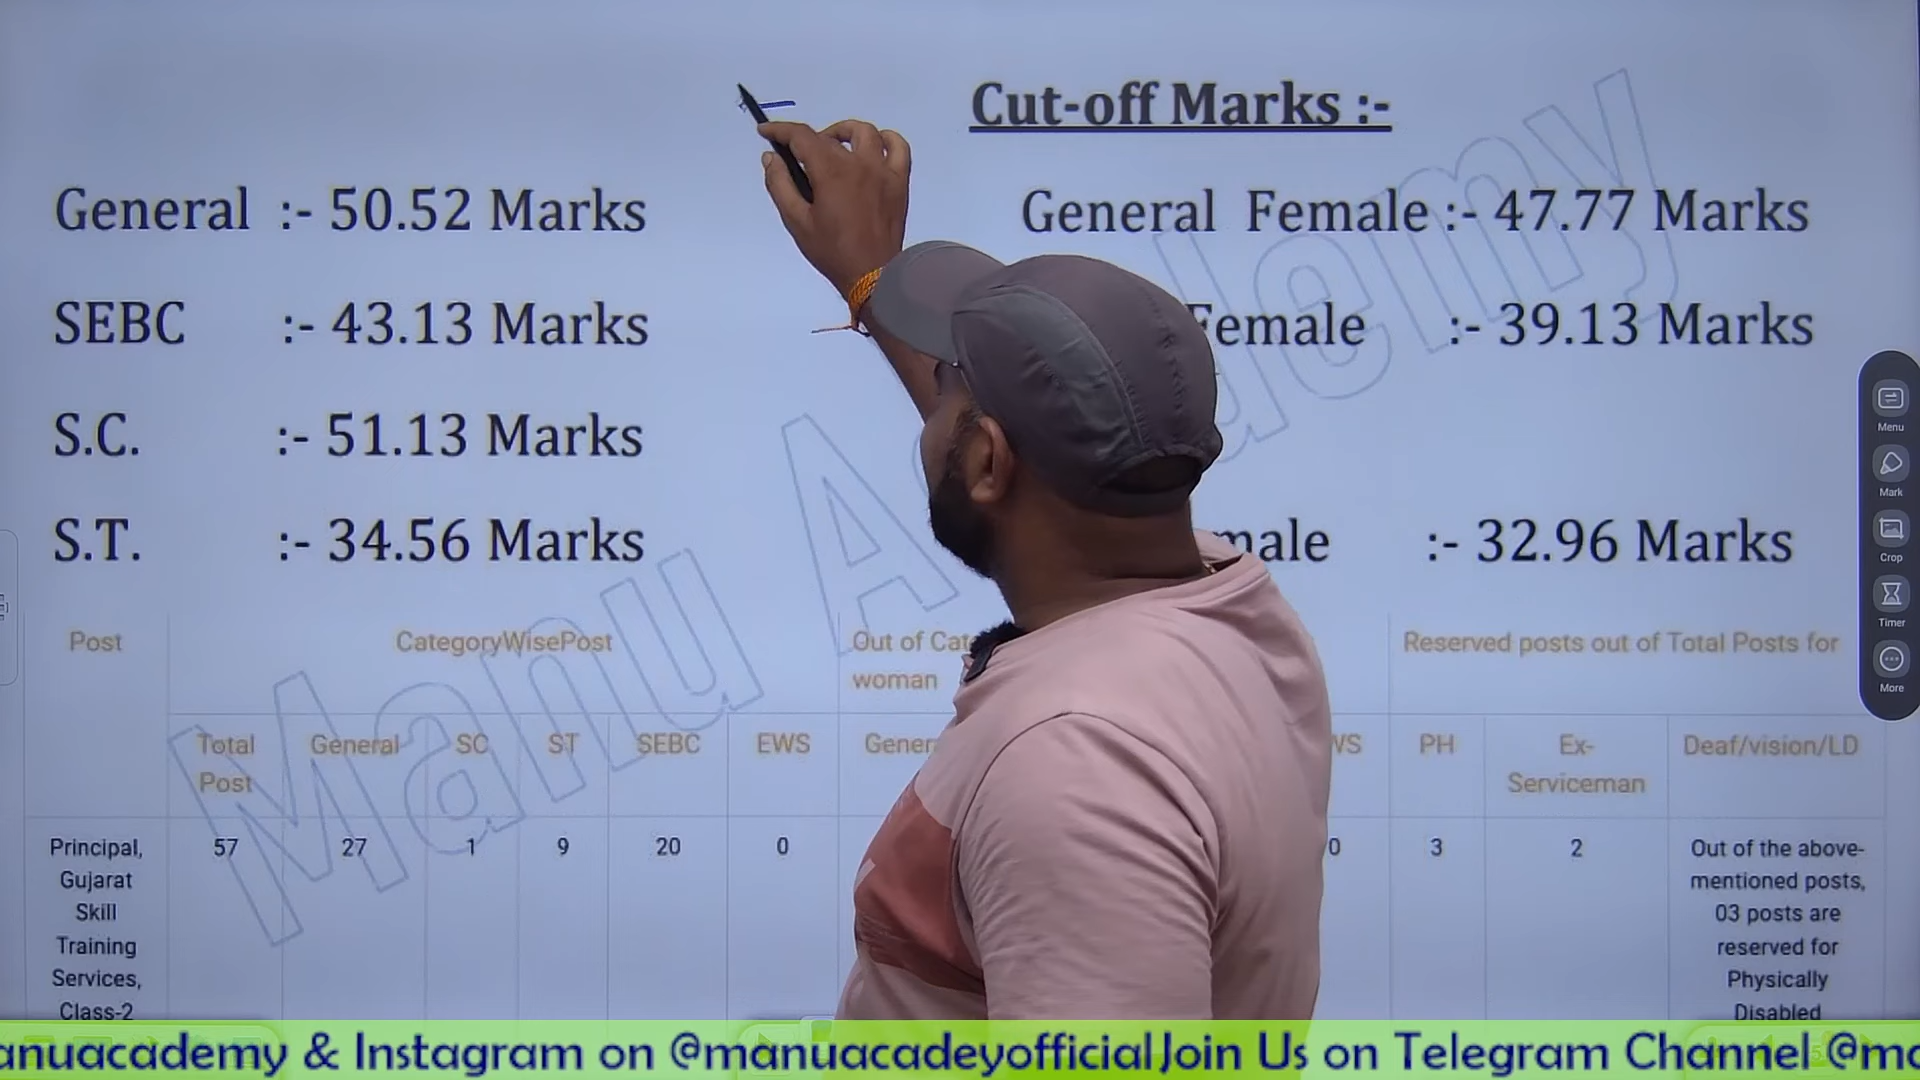 Cut-off Marks :-
General :- 50.52 Marks
General Female :- 47.77 Marks
SEBC :- 43.13 Marks
Female :- 39.13 Marks
S.C. :- 51.13 Marks
S.T. :- 34.56 Marks
:- 32.96 Marks
Manu Academy
Post
CategoryWisePost
Out of
woman
Reserved posts out of Total Posts for
Total Post
General
SC
ST
SEBC
EWS
PH
Ex-Serviceman
Deaf/vision/LD
Principal,
Gujarat
Skill
Training
Services,
Class-2
57 27 1 9 20 0
0 3 2
Out of the above-
mentioned posts,
03 posts are
reserved for
Physically
Disabled
Menu
Mark
Crop
Timer
More
anuacademy & Instagram on @manuacadeyofficial Join Us on Telegram Channel